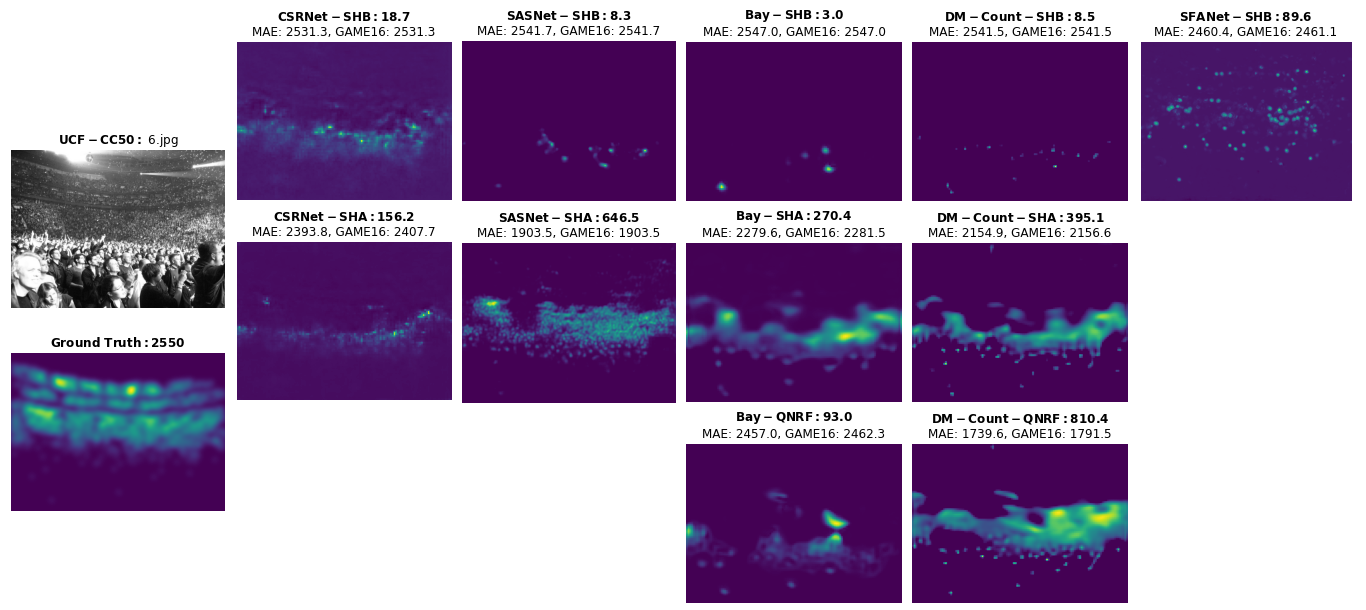 CSRNet − SHB: 18.7
MAE: 2531.3, GAME16: 2531.3
SASNet − SHB: 8.3
MAE: 2541.7, GAME16: 2541.7
Bay − SHB: 3.0
MAE: 2547.0, GAME16: 2547.0
DM − Count − SHB: 8.5
MAE: 2541.5, GAME16: 2541.5
SFANet − SHB: 89.6
MAE: 2460.4, GAME16: 2461.1
UCF − CC50: 6.jpg
CSRNet − SHA: 156.2
MAE: 2393.8, GAME16: 2407.7
SASNet − SHA: 646.5
MAE: 1903.5, GAME16: 1903.5
Bay − SHA: 270.4
MAE: 2279.6, GAME16: 2281.5
DM − Count − SHA: 395.1
MAE: 2154.9, GAME16: 2156.6
Ground Truth: 2550
Bay − QNRF: 93.0
MAE: 2457.0, GAME16: 2462.3
DM − Count − QNRF: 810.4
MAE: 1739.6, GAME16: 1791.5